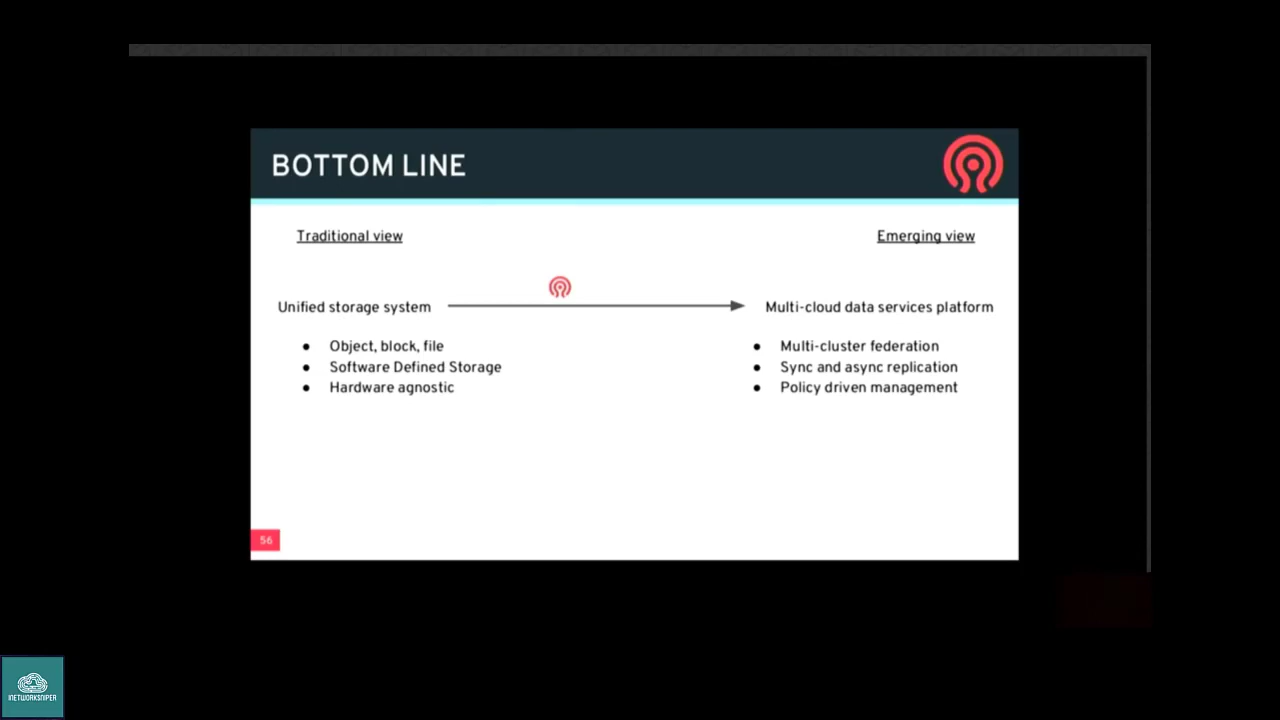 BOTTOM LINE
Traditional view
Emerging view
Unified storage system
Multi-cloud data services platform
● Object, block, file
● Software Defined Storage
● Hardware agnostic
● Multi-cluster federation
● Sync and async replication
● Policy driven management
56
INETWORKSNIPER